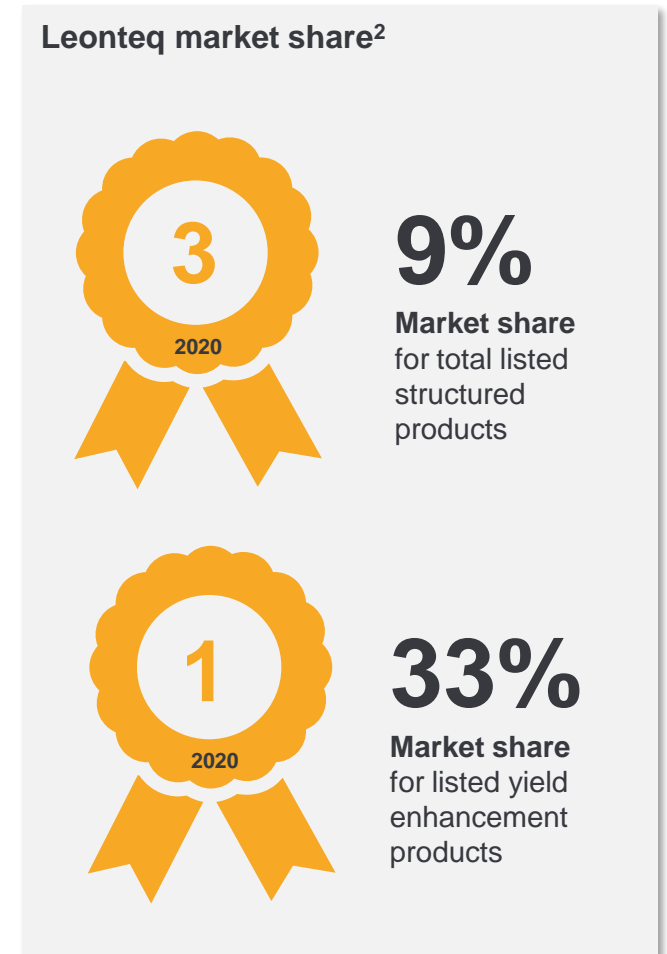 Leonteq market share²
3
2020
9%
Market share
for total listed
structured
products
1
2020
33%
Market share
for listed yield
enhancement
products